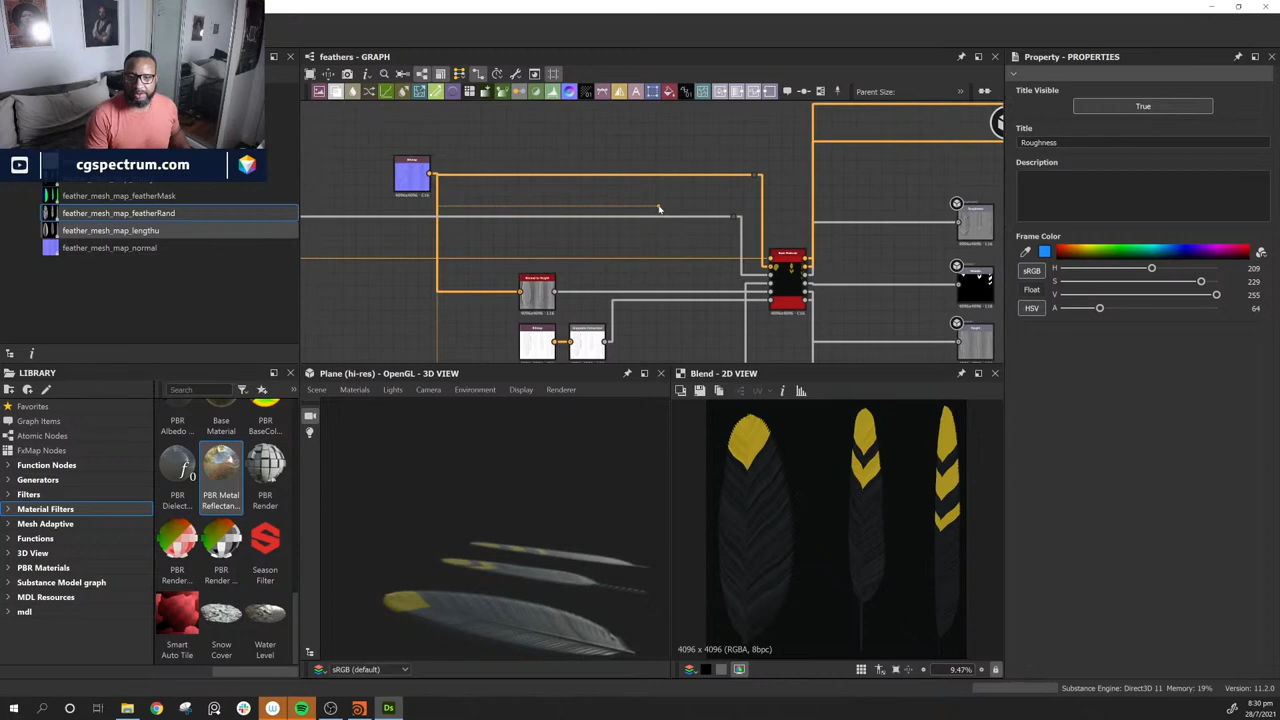 feathers - GRAPH
Property - PROPERTIES
Parent Size:
Title Visible
True
Title
Roughness
Description
Frame Color
sRGB
Float
HSV
H
209
S
229
V
255
A
64
cgspectrum.com
feather_mesh_map_featherMask
feather_mesh_map_featherRand
feather_mesh_map_lengthu
feather_mesh_map_normal
LIBRARY
Search
Favorites
Graph Items
Atomic Nodes
FxMap Nodes
Function Nodes
Generators
Filters
Material Filters
Mesh Adaptive
Functions
3D View
PBR Materials
Substance Model graph
MDL Resources
mdl
PBR Albedo ...
Base Material
PBR BaseCol...
PBR Dielect...
PBR Metal Reflectan...
PBR Render
PBR Render...
PBR Render ...
Season Filter
Smart Auto Tile
Snow Cover
Water Level
Plane (hi-res) - OpenGL - 3D VIEW
Scene Materials Lights Camera Environment Display Renderer
sRGB (default)
Blend - 2D VIEW
4096 x 4096 (RGBA, 8bpc)
9.47%
Substance Engine: Direct3D 11 Memory: 19% Version: 11.2.0
Ds
8:30 pm
28/7/2021